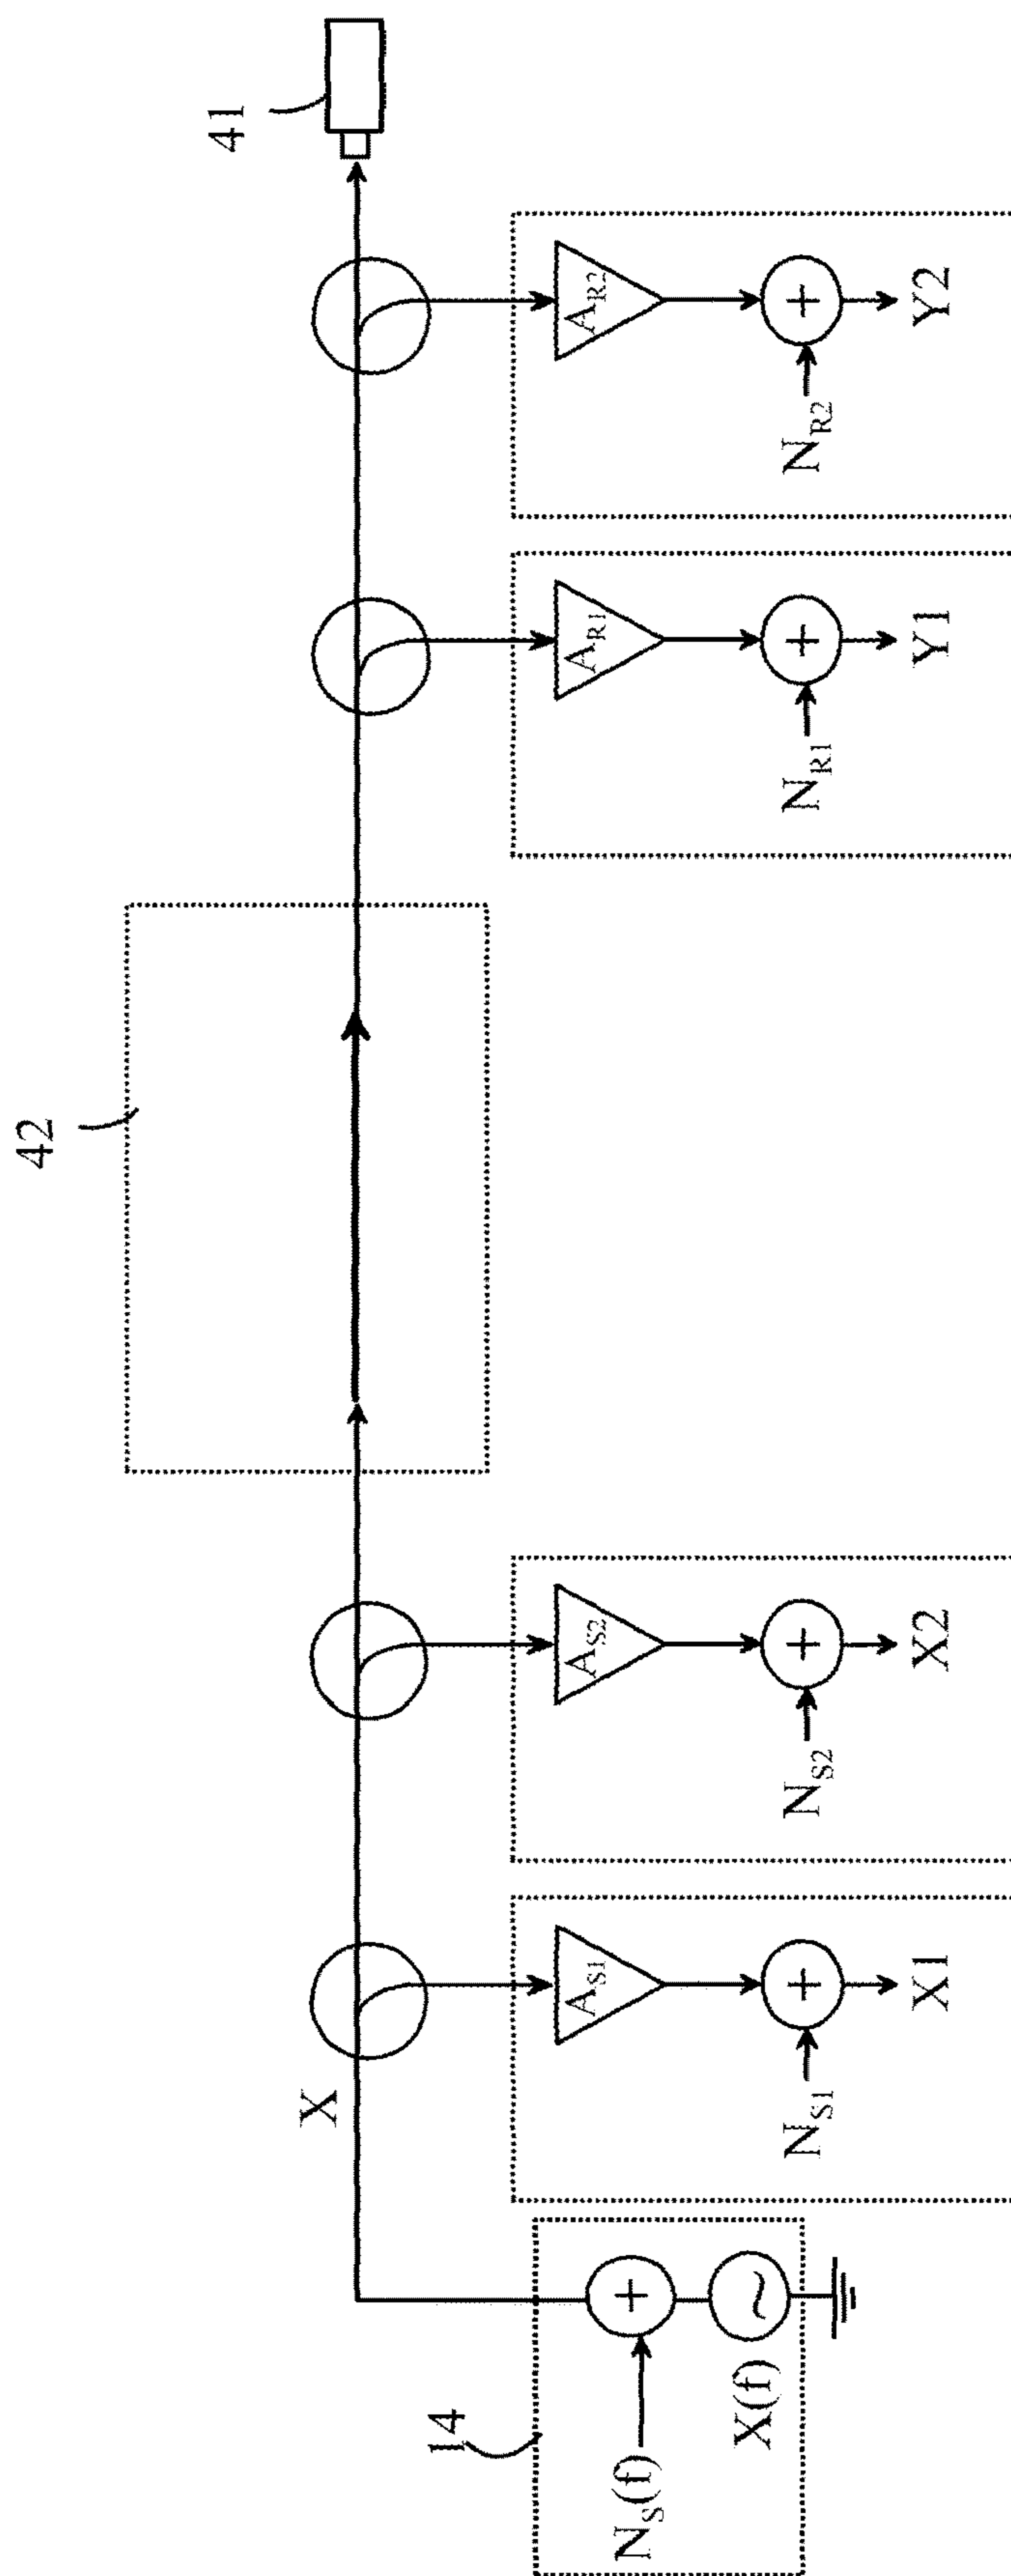 41
42
14
X
A_R2
N_R2
Y2
A_R1
N_R1
Y1
A_S2
N_S2
X2
A_S1
N_S1
X1
N_S(f)
X(f)